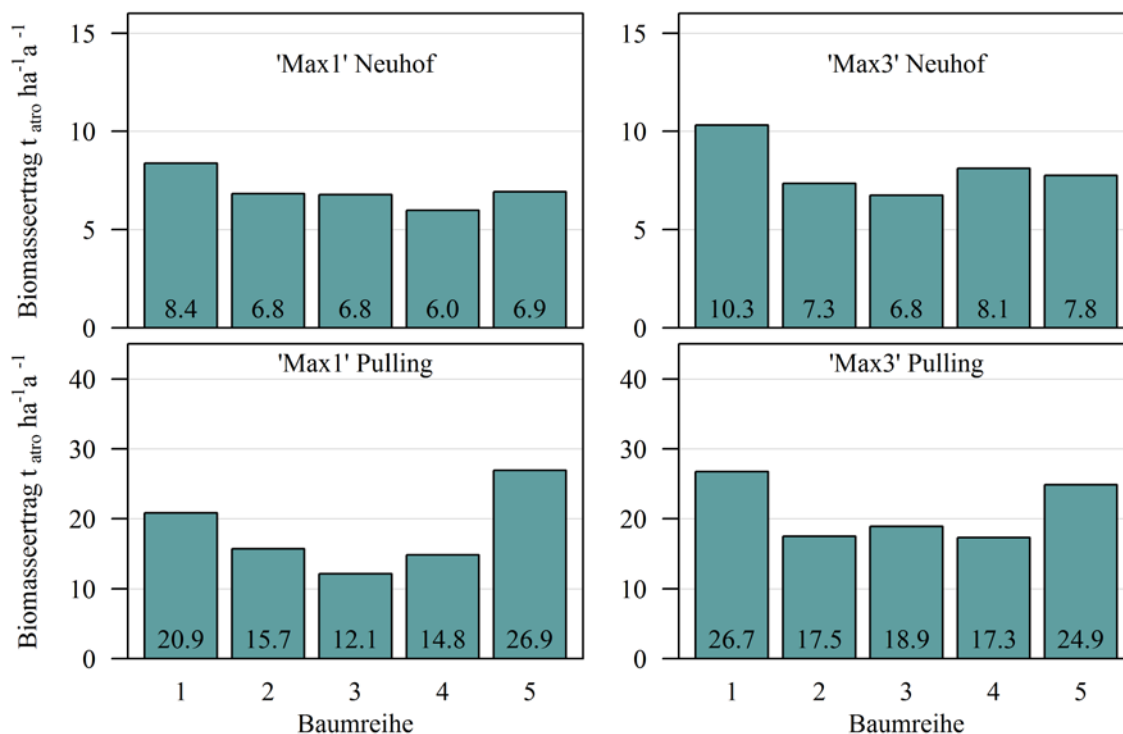 Biomasseertrag t atro ha-1a -1
15
10
5
0
'Max1' Neuhof
8.4 6.8 6.8 6.0 6.9
15
10
5
0
'Max3' Neuhof
10.3 7.3 6.8 8.1 7.8
Biomasseertrag t atro ha-1a -1
40
30
20
10
0
'Max1' Pulling
20.9 15.7 12.1 14.8 26.9
1 2 3 4 5
Baumreihe
40
30
20
10
0
'Max3' Pulling
26.7 17.5 18.9 17.3 24.9
1 2 3 4 5
Baumreihe